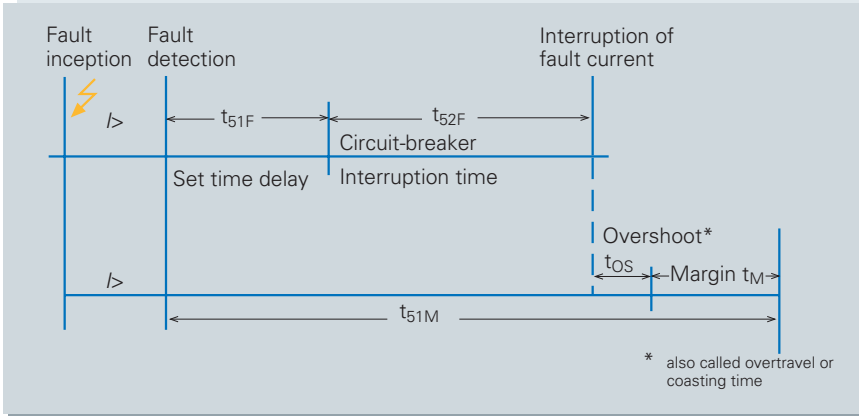 Fault
inception
Fault
detection
Interruption of
fault current
I>
t51F
t52F
Circuit-breaker
Set time delay
Interruption time
Overshoot*
I>
tOS
Margin tM
t51M
* also called overtravel or
coasting time